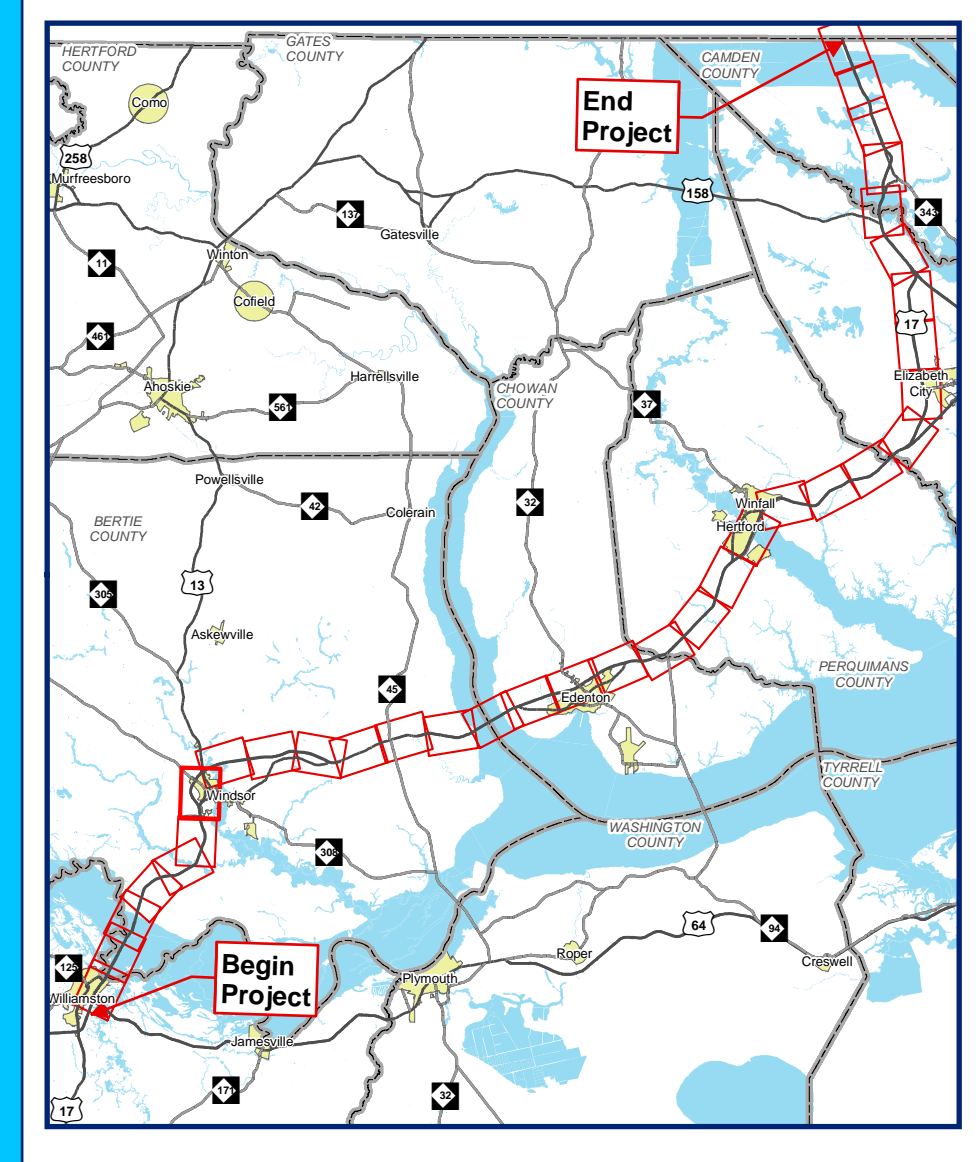 HERTFORD
COUNTY
GATES
COUNTY
CAMDEN
COUNTY
Como
End
Project
258
Murfreesboro
158
137
343
Gatesville
Winton
11
Cofield
17
461
Harrellsville
Elizabeth
City
Ahoskie
CHOWAN
COUNTY
561
37
Powellsville
42
Colerain
32
Winfall
Hertford
BERTIE
COUNTY
13
305
Askewville
PERQUIMANS
COUNTY
45
Edenton
TYRRELL
COUNTY
Windsor
WASHINGTON
COUNTY
308
64
94
Begin
Project
125
Roper
Creswell
Plymouth
Williamston
Jamesville
171
32
17